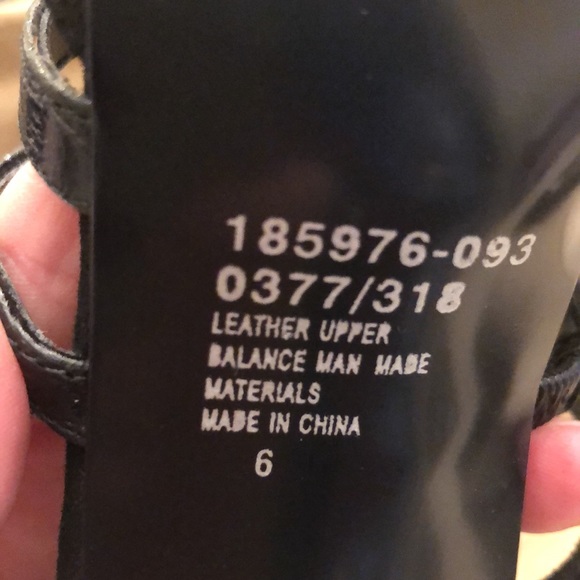 185976-093
0377/318
LEATHER UPPER
BALANCE MAN MADE
MATERIALS
MADE IN CHINA
6